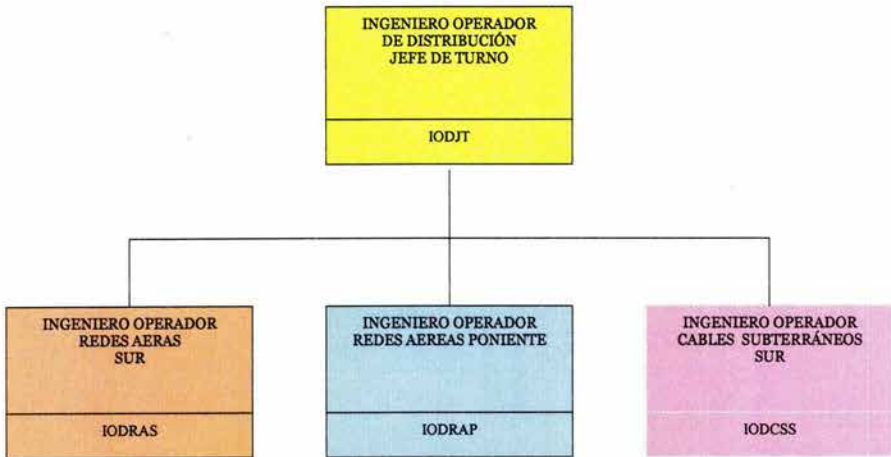 INGENIERO OPERADOR
DE DISTRIBUCIÓN
JEFE DE TURNO
IODJT
INGENIERO OPERADOR
REDES AERAS
SUR
IODRAS
INGENIERO OPERADOR
REDES AEREAS PONIENTE
IODRAP
INGENIERO OPERADOR
CABLES SUBTERRÁNEOS
SUR
IODCSS